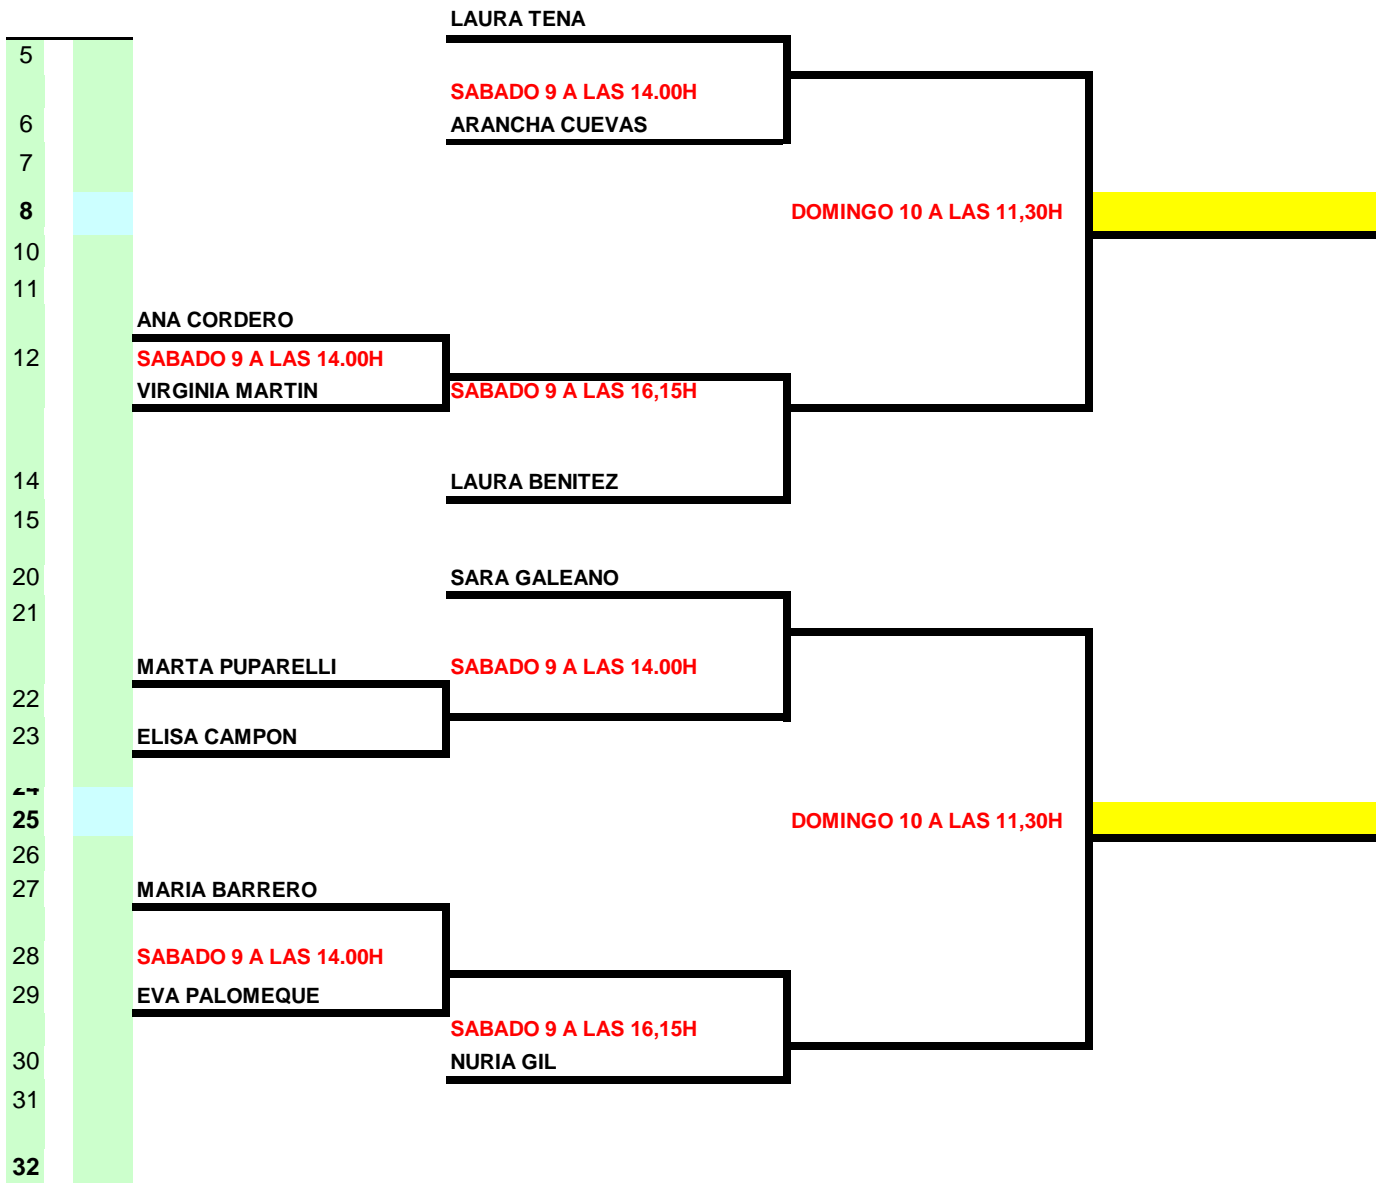 LAURA TENA
5
SABADO 9 A LAS 14.00H
6 ARANCHA CUEVAS
7
8 DOMINGO 10 A LAS 11,30H
10
11
ANA CORDERO
12 SABADO 9 A LAS 14.00H
VIRGINIA MARTIN SABADO 9 A LAS 16,15H
14 LAURA BENITEZ
15
20 SARA GALEANO
21
MARTA PUPARELLI SABADO 9 A LAS 14.00H
22
23 ELISA CAMPON
24
25 DOMINGO 10 A LAS 11,30H
26
27 MARIA BARRERO
28 SABADO 9 A LAS 14.00H
29 EVA PALOMEQUE
SABADO 9 A LAS 16,15H
30 NURIA GIL
31
32